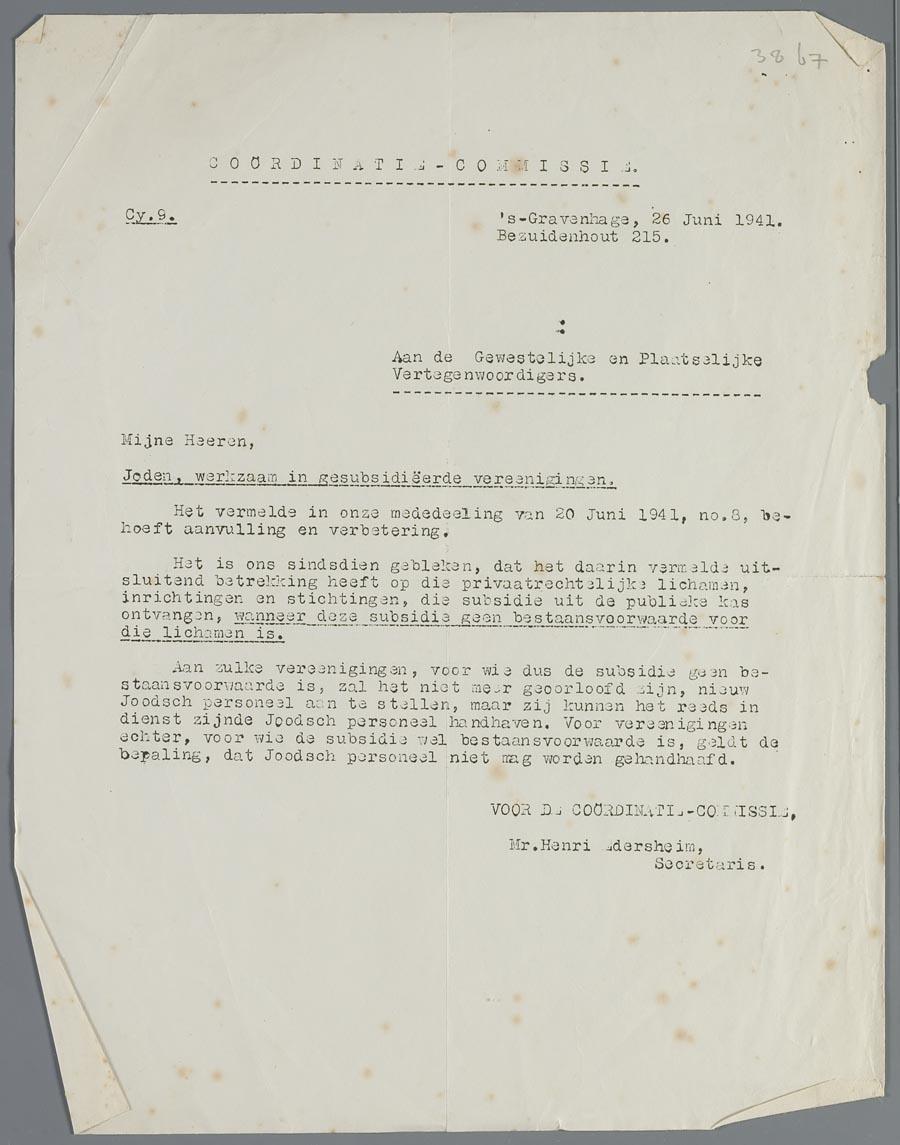 38 b7
COÖRDINATIE-COMMISSIE.
Cy.9.
's-Gravenhage, 26 Juni 1941.
Bezuidenhout 215.
Aan de Gewestelijke en Plaatselijke
Vertegenwoordigers.
Mijne Heeren,
Joden, werkzaam in gesubsidiëerde vereenigingen.
Het vermelde in onze mededeeling van 20 Juni 1941, no.8, be-
hoeft aanvulling en verbetering.
Het is ons sindsdien gebleken, dat het daarin vermelde uit-
sluitend betrekking heeft op die privaatrechtelijke lichamen,
inrichtingen en stichtingen, die subsidie uit de publieke kas
ontvangen, wanneer deze subsidie geen bestaansvoorwaarde voor
die lichamen is.
Aan zulke vereenigingen, voor wie dus de subsidie geen be-
staansvoorwaarde is, zal het niet meer geoorloofd zijn, nieuw
Joodsch personeel aan te stellen, maar zij kunnen het reeds in
dienst zijnde Joodsch personeel handhaven. Voor vereenigingen
echter, voor wie de subsidie wel bestaansvoorwaarde is, geldt de
bepaling, dat Joodsch personeel niet mag worden gehandhaafd.
VOOR DE COÖRDINATIE-COMMISSIE,
Mr.Henri Edersheim,
Secretaris.